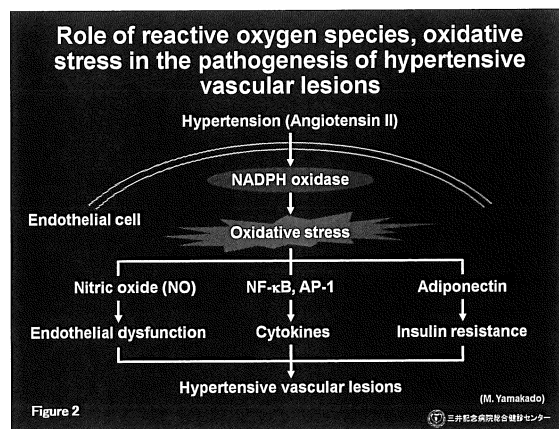 Role of reactive oxygen species, oxidative
stress in the pathogenesis of hypertensive
vascular lesions
Hypertension (Angiotensin II)
NADPH oxidase
Endothelial cell
Oxidative stress
Nitric oxide (NO) NF-κB, AP-1 Adiponectin
Endothelial dysfunction Cytokines Insulin resistance
Hypertensive vascular lesions
(M. Yamakado)
Figure 2
三井記念病院総合健診センター